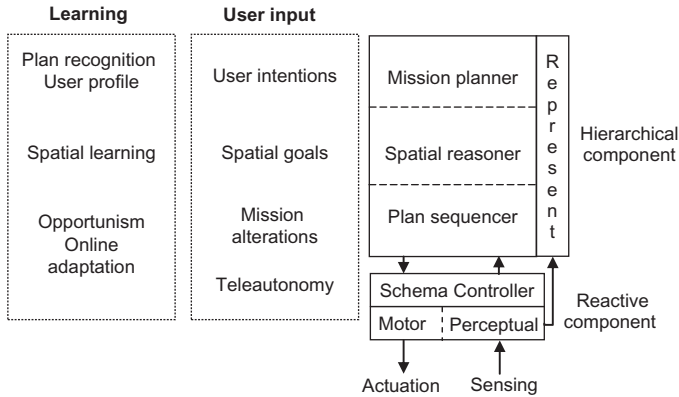 Learning
Plan recognition
User profile
Spatial learning
Opportunism
Online
adaptation
User input
User intentions
Spatial goals
Mission
alterations
Teleautonomy
Mission planner
Spatial reasoner
Plan sequencer
Represent
Hierarchical
component
Schema Controller
Motor
Perceptual
Reactive
component
Actuation
Sensing